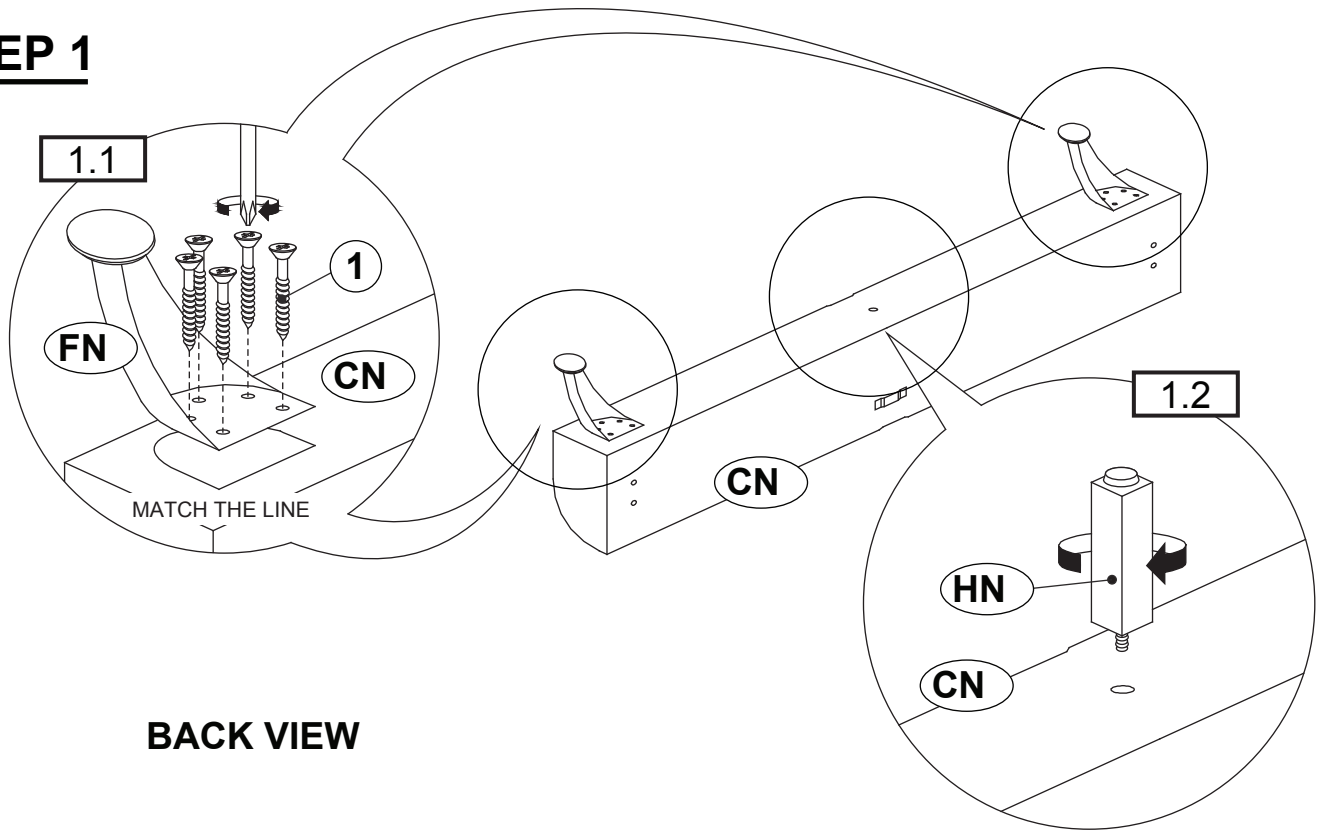 EP 1
1.1
1
FN
CN
MATCH THE LINE
CN
1.2
HN
CN
BACK VIEW